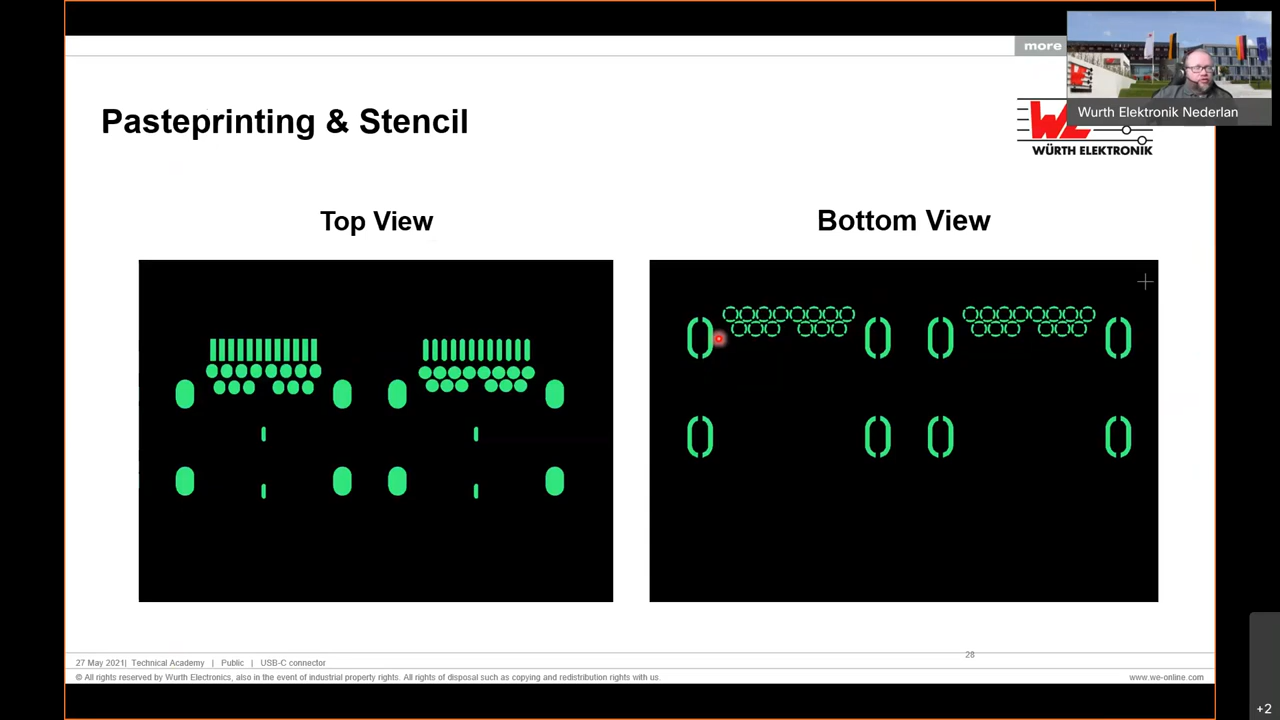 more
Wurth Elektronik Nederlan
Pasteprinting & Stencil
WÜRTH ELEKTRONIK
Top View
Bottom View
28
27 May 2021| Technical Academy | Public | USB-C connector
© All rights reserved by Wurth Electronics, also in the event of industrial property rights. All rights of disposal such as copying and redistribution rights with us.
www.we-online.com
+2